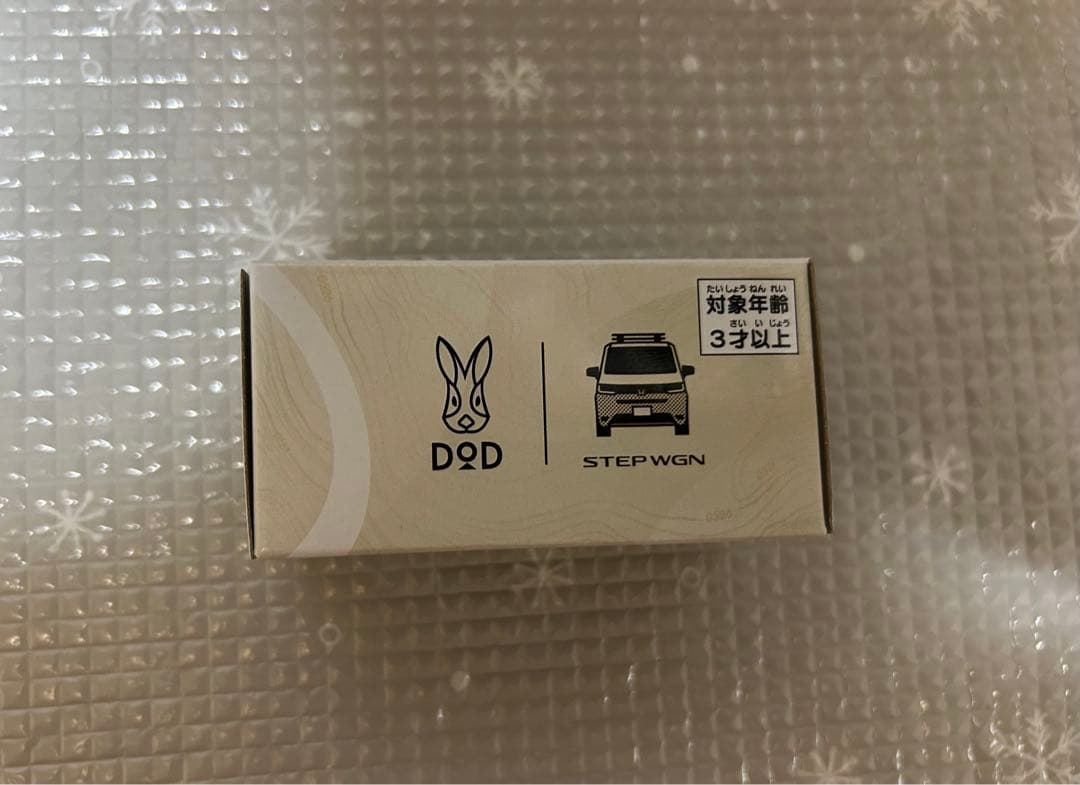 DOD
STEP WGN
たいしょう ねん れい
対象年齢
さい い じょう
3才以上